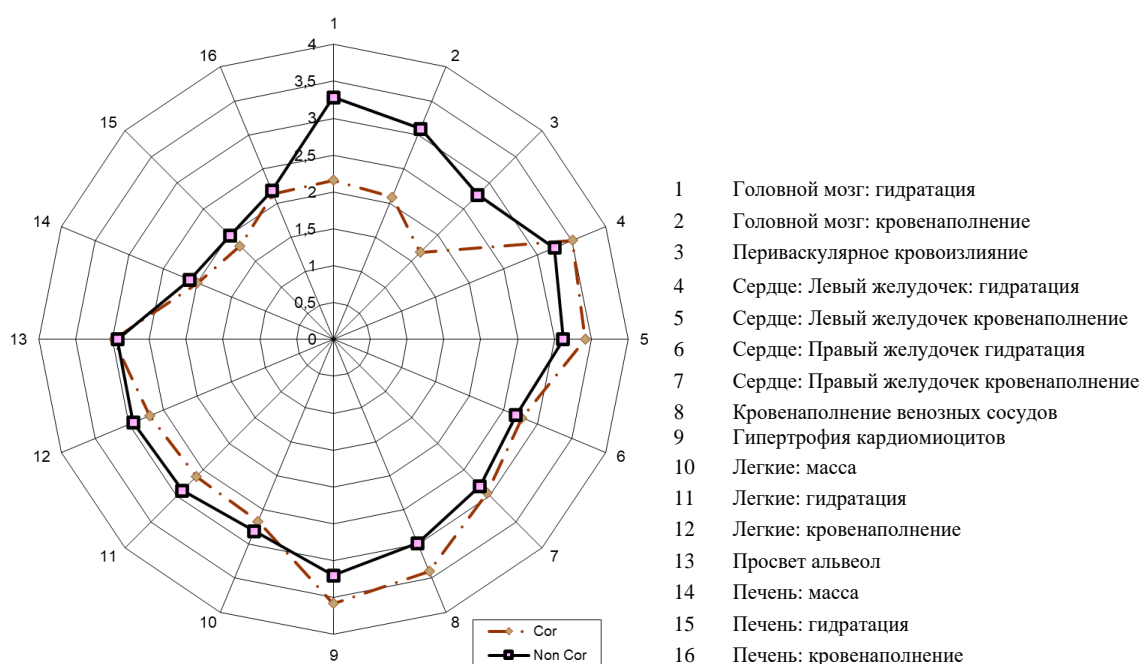 1
2
3
4
5
6
7
8
9
10
11
12
13
14
15
16
4
3,5
3
2,5
2
1,5
1
0,5
0
Cor
Non Cor
1 Головной мозг: гидратация
2 Головной мозг: кровенаполнение
3 Периваскулярное кровоизлияние
4 Сердце: Левый желудочек: гидратация
5 Сердце: Левый желудочек кровенаполнение
6 Сердце: Правый желудочек гидратация
7 Сердце: Правый желудочек кровенаполнение
8 Кровенаполнение венозных сосудов
9 Гипертрофия кардиомиоцитов
10 Легкие: масса
11 Легкие: гидратация
12 Легкие: кровенаполнение
13 Просвет альвеол
14 Печень: масса
15 Печень: гидратация
16 Печень: кровенаполнение